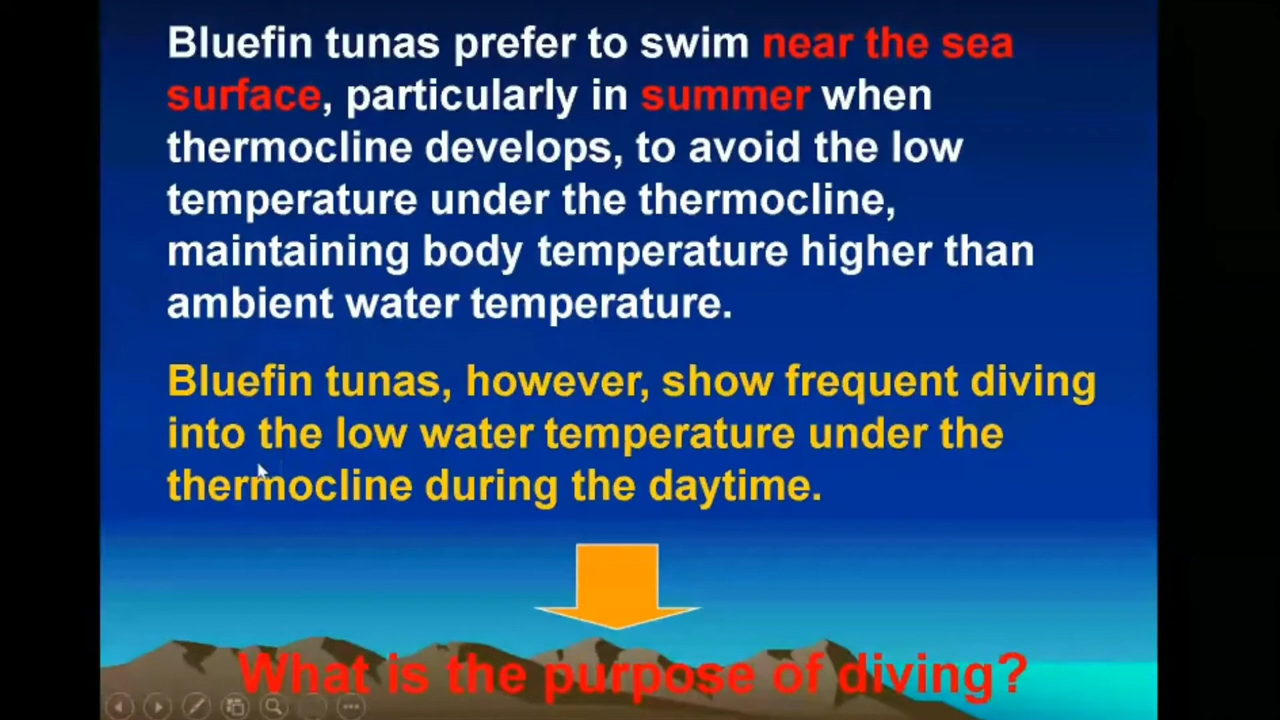 Bluefin tunas prefer to swim near the sea
surface, particularly in summer when
thermocline develops, to avoid the low
temperature under the thermocline,
maintaining body temperature higher than
ambient water temperature.
Bluefin tunas, however, show frequent diving
into the low water temperature under the
thermocline during the daytime.
What is the purpose of diving?